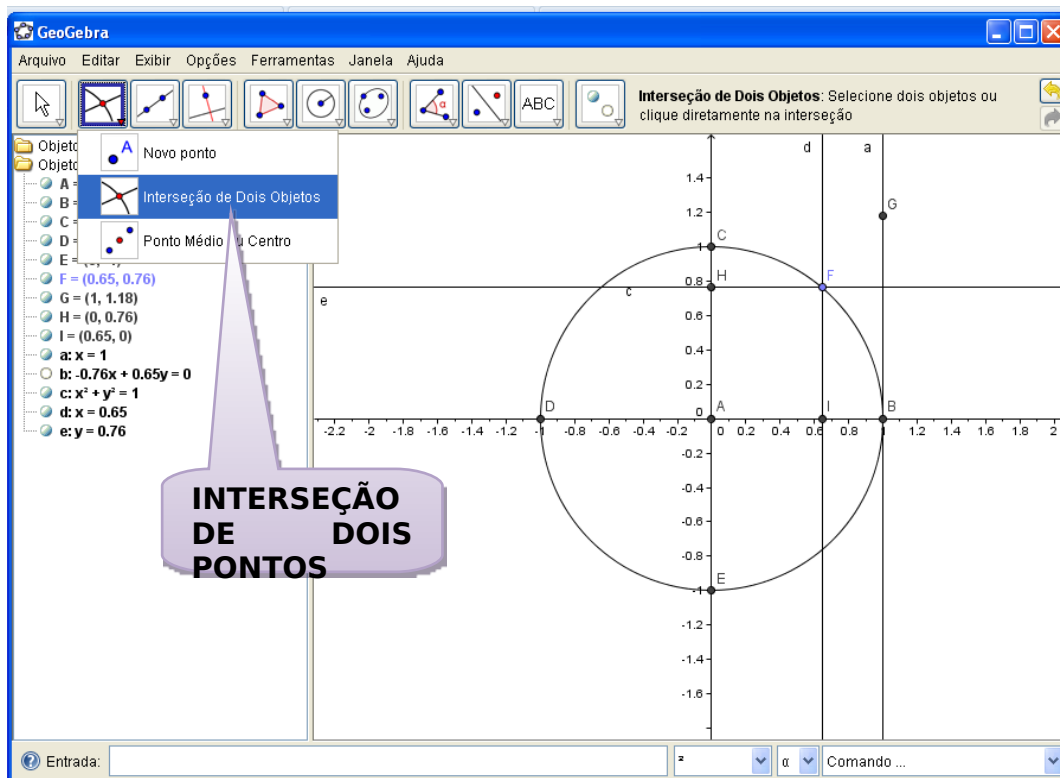 GeoGebra
Arquivo Editar Exibir Opções Ferramentas Janela Ajuda
ABC
α
Interseção de Dois Objetos: Selecione dois objetos ou
clique diretamente na interseção
A Novo ponto
Interseção de Dois Objetos
Ponto Médio Centro
A =
B =
C =
D =
E =
F = (0.65, 0.76)
G = (1, 1.18)
H = (0, 0.76)
I = (0.65, 0)
a: x = 1
b: -0.76x + 0.65y = 0
c: x² + y² = 1
d: x = 0.65
e: y = 0.76
INTERSEÇÃO
DE DOIS
PONTOS
d a
1.4
G
1.2
C
1
0.8 H F
e c
0.6
0.4
0.2
D 0 A I B
-2.2 -2 -1.8 -1.6 -1.4 -1.2 -1 -0.8 -0.6 -0.4 -0.2 0 0.2 0.4 0.6 0.8 1 1.2 1.4 1.6 1.8 2
-0.2
-0.4
-0.6
-0.8
E
-1
-1.2
-1.4
-1.6
Entrada: ² α Comando ...